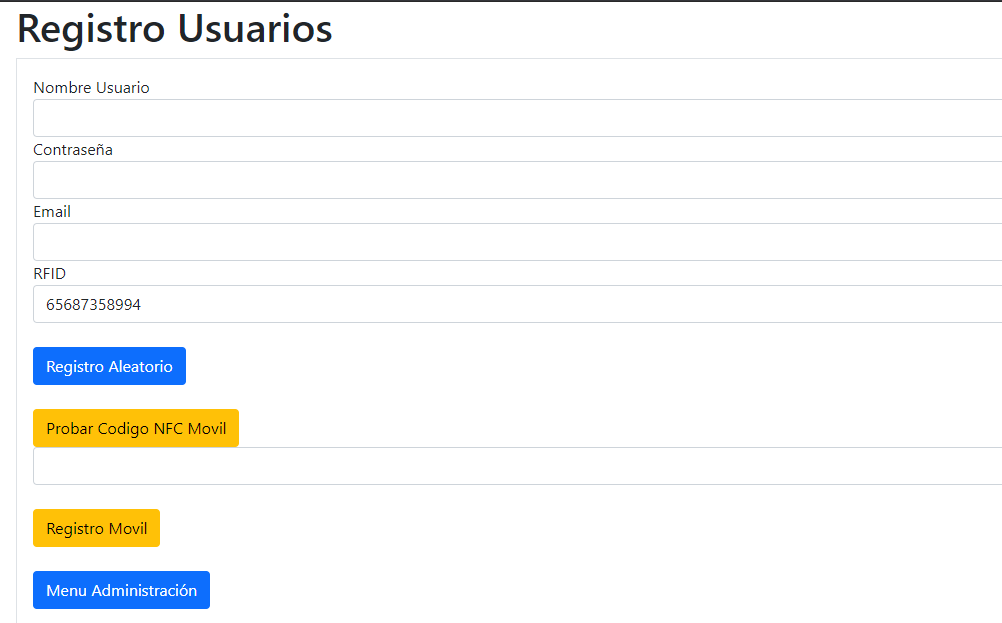 Registro Usuarios
Nombre Usuario
Contraseña
Email
RFID
65687358994
Registro Aleatorio
Probar Codigo NFC Movil
Registro Movil
Menu Administración